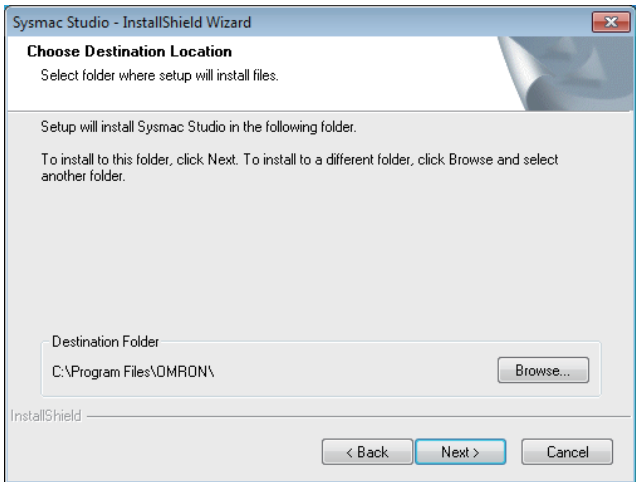 Sysmac Studio - InstallShield Wizard
Choose Destination Location
Select folder where setup will install files.
Setup will install Sysmac Studio in the following folder.
To install to this folder, click Next. To install to a different folder, click Browse and select
another folder.
Destination Folder
C:\Program Files\OMRON\
Browse...
InstallShield
< Back
Next >
Cancel